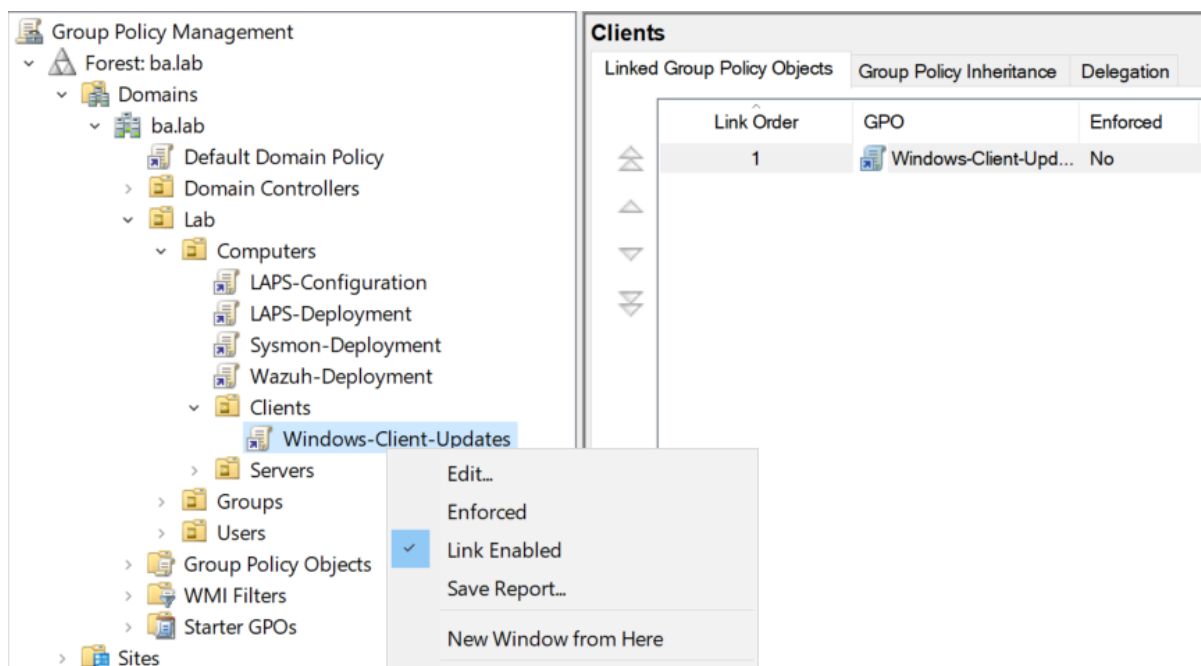 Group Policy Management
Forest: ba.lab
Domains
ba.lab
Default Domain Policy
Domain Controllers
Lab
Computers
LAPS-Configuration
LAPS-Deployment
Sysmon-Deployment
Wazuh-Deployment
Clients
Windows-Client-Updates
Servers
Groups
Users
Group Policy Objects
WMI Filters
Starter GPOs
Sites
Edit...
Enforced
Link Enabled
Save Report...
New Window from Here
Clients
Linked Group Policy Objects Group Policy Inheritance Delegation
Link Order GPO Enforced
1 Windows-Client-Upd... No